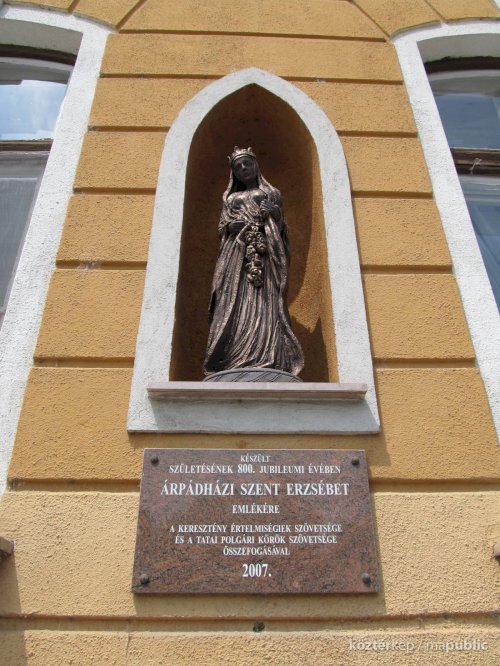 KÉSZÜLT
SZÜLETÉSÉNEK 800. JUBILEUMI ÉVÉBEN
ÁRPÁDHÁZI SZENT ERZSÉBET
EMLÉKÉRE
A KERESZTÉNY ÉRTELMISÉGIEK SZÖVETSÉGE
ÉS A TATAI POLGÁRI KÖRÖK SZÖVETSÉGE
ÖSSZEFOGÁSÁVAL
2007.
köztérkép / mapublic